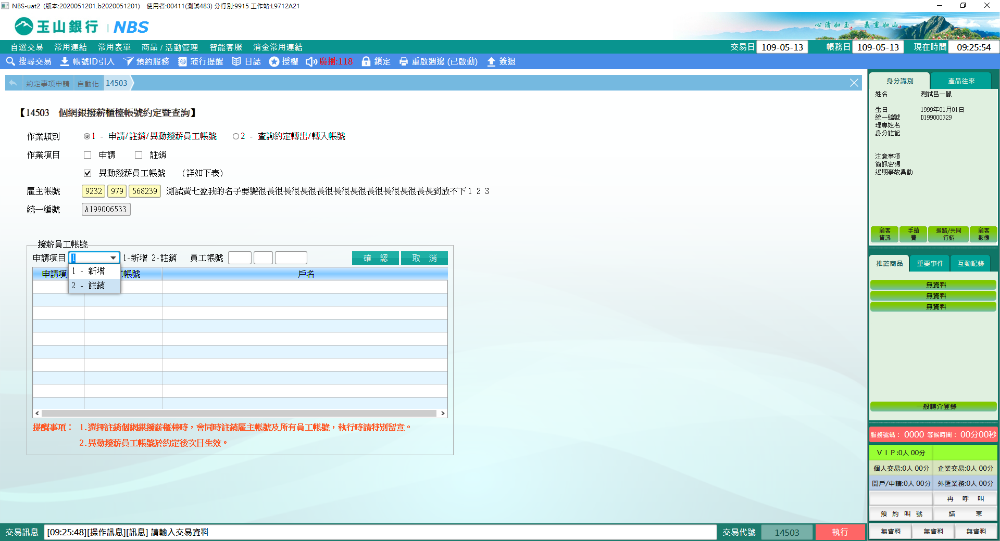 NBS-uat2 (版本:2020051201.b2020051201) 使用者:00411(測試483) 分行別:9915 工作站:L9712A21
玉山銀行 | NBS
心清如玉 義重如山
自選交易 常用連結 常用表單 商品 / 活動管理 智能客服 消金常用連結 交易日 109-05-13 帳務日 109-05-13 現在時間 09:25:54
搜尋交易 帳號ID引入 預約服務 蒞行提醒 日誌 授權 廣播:118 鎖定 重啟週邊 (已啟動) 簽退
約定事項申請 自動化 14503
【14503 個網銀撥薪櫃檯帳號約定暨查詢】
作業類別 1 - 申請/註銷/異動撥薪員工帳號 2 - 查詢約定轉出/轉入帳號
作業項目 申請 註銷
異動撥薪員工帳號 (詳如下表)
雇主帳號 9232 979 568239 測試黃七盈我的名子要變很長很長很長很長很長很長很長很長很長很長長到放不下１２３
統一編號 A199006533
撥薪員工帳號
申請項目 1 1-新增 2-註銷 員工帳號 確 認 取 消
1 - 新增
2 - 註銷
申請項 工帳號 戶名
提醒事項： 1.選擇註銷個網銀撥薪櫃檯時，會同時註銷雇主帳號及所有員工帳號，執行時請特別留意。
2.異動撥薪員工帳號於約定後次日生效。
身分識別 產品往來
姓名 測試呂一鼠
生日 1999年01月01日
統一編號 D199000329
理專姓名
身分註記
注意事項
簡訊密碼
近期事故異動
顧客資訊 手續費 通路/共同行銷 顧客影像
推薦商品 重要事件 互動記錄
無資料
無資料
無資料
一般轉介登錄
服務號碼： 0000 等候時間： 00分00秒
ＶＩＰ:0人 00分
個人交易:0人 00分 企業交易:0人 00分
開戶/申請:0人 00分 外匯業務:0人 00分
再 呼 叫
預 約 叫 號 結 束
無資料 無資料 無資料
交易訊息 [09:25:48][操作訊息][訊息] 請輸入交易資料 交易代號 14503 執行